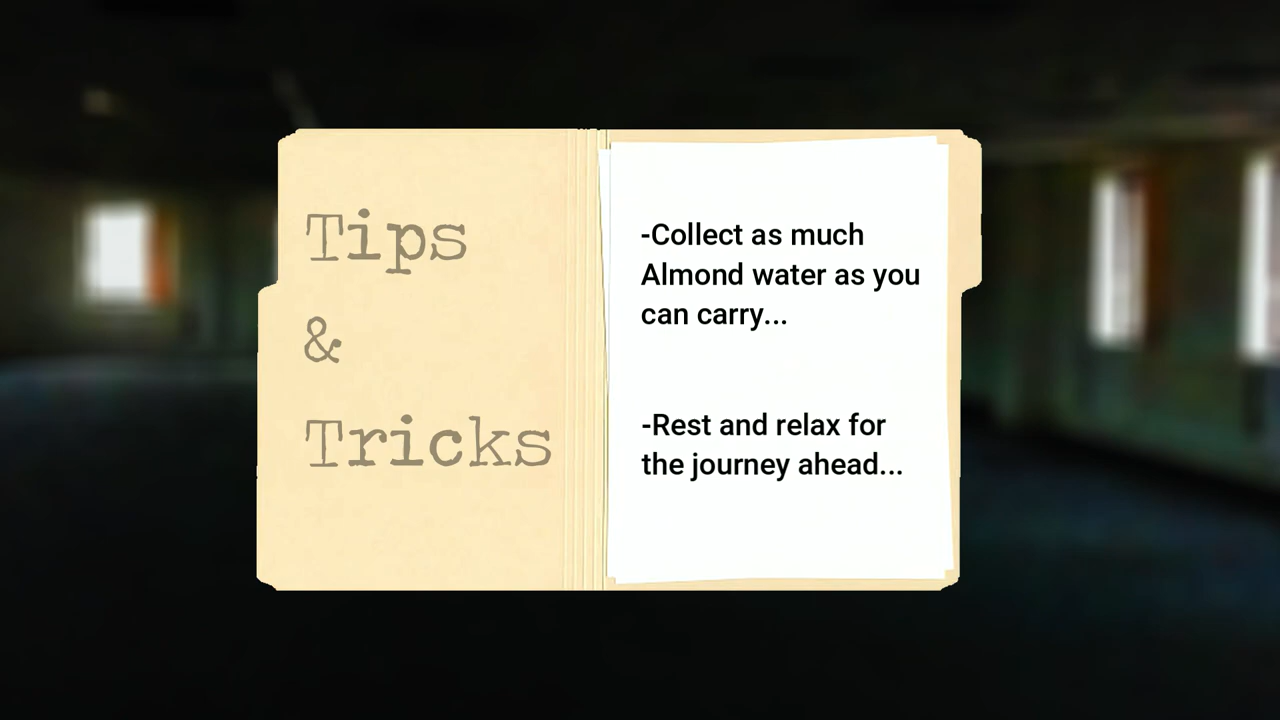 Tips
&
Tricks
-Collect as much
Almond water as you
can carry...
-Rest and relax for
the journey ahead...